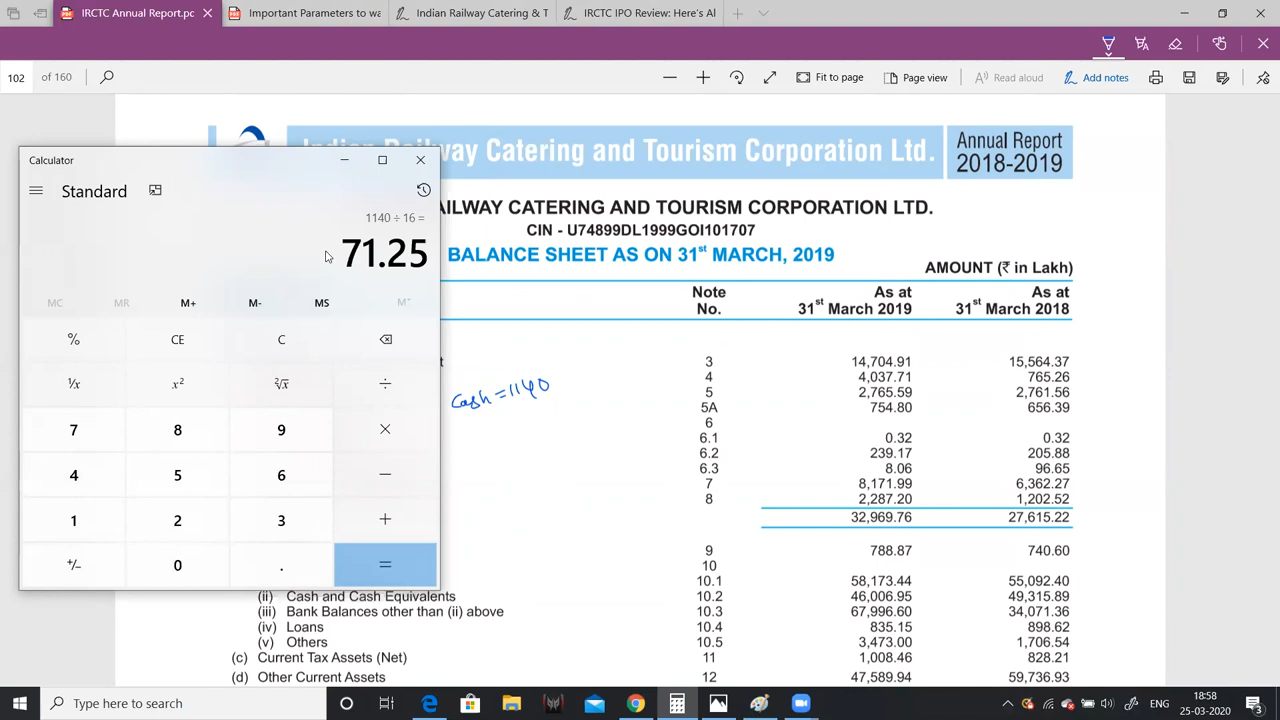 IRCTC Annual Report.pc
Important Parameters to wa
Indian Railway Catering & T
IRCTC IPO Review: Here's Al
102 of 160
Fit to page
Page view
Read aloud
Add notes
Indian Railway Catering and Tourism Corporation Ltd.
Annual Report
2018-2019
AILWAY CATERING AND TOURISM CORPORATION LTD.
CIN - U74899DL1999GOI101707
BALANCE SHEET AS ON 31st MARCH, 2019
AMOUNT (₹ in Lakh)
Note No.
As at 31st March 2019
As at 31st March 2018
t 3 14,704.91 15,564.37
4 4,037.71 765.26
5 2,765.59 2,761.56
5A 754.80 656.39
6
6.1 0.32 0.32
6.2 239.17 205.88
6.3 8.06 96.65
7 8,171.99 6,362.27
8 2,287.20 1,202.52
32,969.76 27,615.22
9 788.87 740.60
10
10.1 58,173.44 55,092.40
(ii) Cash and Cash Equivalents 10.2 46,006.95 49,315.89
(iii) Bank Balances other than (ii) above 10.3 67,996.60 34,071.36
(iv) Loans 10.4 835.15 898.62
(v) Others 10.5 3,473.00 1,706.54
(c) Current Tax Assets (Net) 11 1,008.46 828.21
(d) Other Current Assets 12 47,589.94 59,736.93
Cash = 1140
Calculator
Standard
1140 ÷ 16 =
71.25
MC MR M+ M- MS M˅
% CE C
¹/x x² ²√x ÷
7 8 9 ×
4 5 6 −
1 2 3 +
+/− 0 . =
Type here to search
18:58
25-03-2020
3